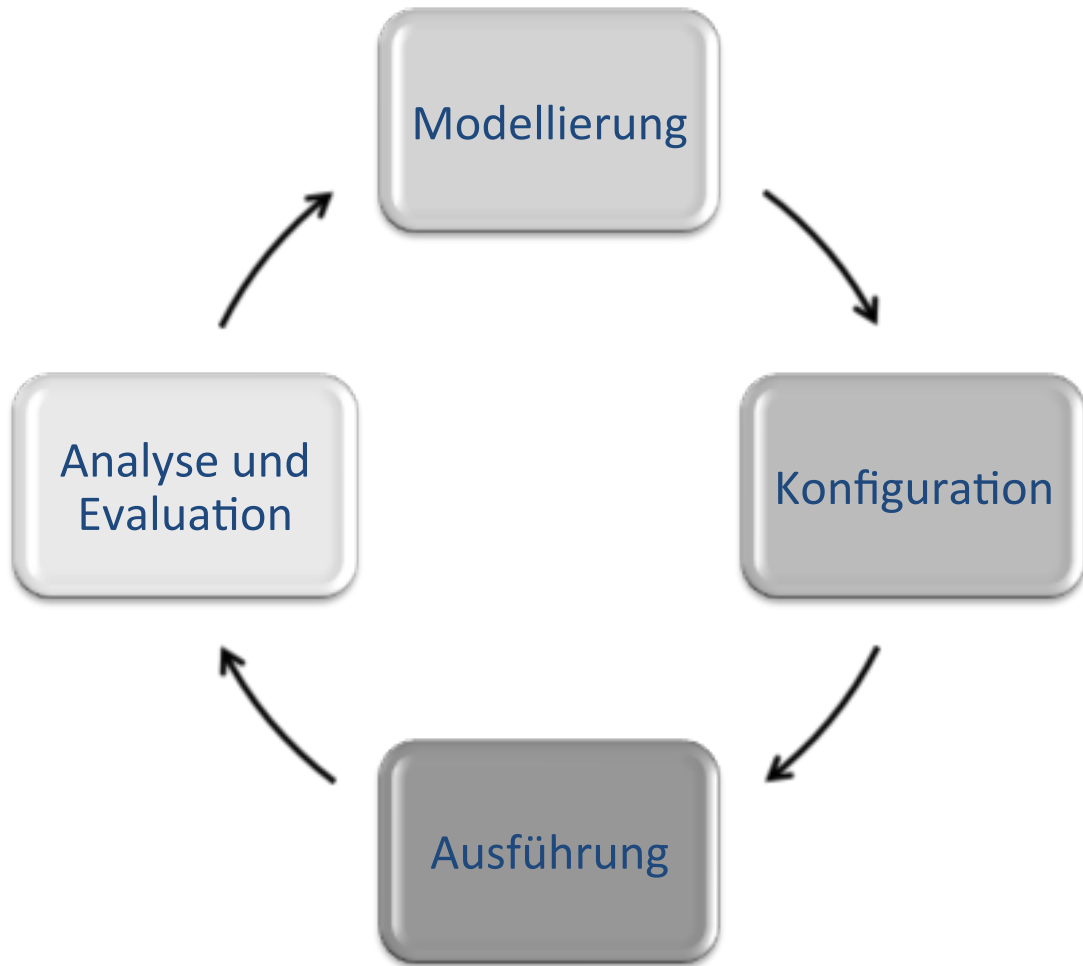 Modellierung
Konfiguration
Ausführung
Analyse und
Evaluation